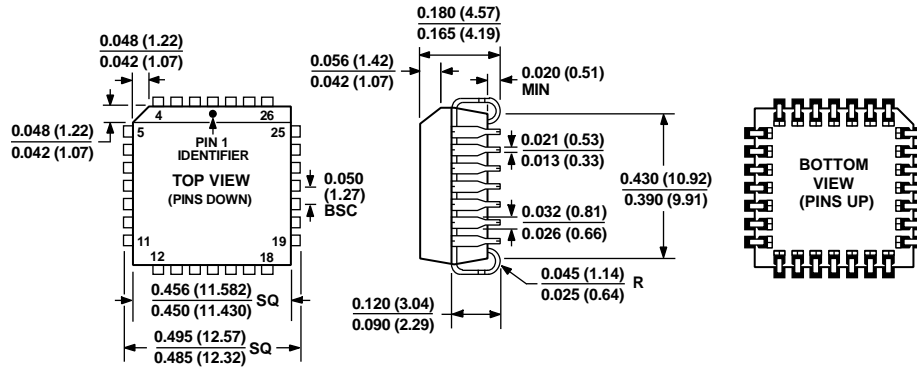 0.180 (4.57)
0.165 (4.19)
0.048 (1.22)
0.042 (1.07)
0.056 (1.42)
0.042 (1.07)
0.020 (0.51)
MIN
0.048 (1.22)
0.042 (1.07)
4
26
5
25
PIN 1
IDENTIFIER
TOP VIEW
(PINS DOWN)
0.050
(1.27)
BSC
11
19
12
18
0.021 (0.53)
0.013 (0.33)
0.032 (0.81)
0.026 (0.66)
0.430 (10.92)
0.390 (9.91)
BOTTOM
VIEW
(PINS UP)
0.456 (11.582) SQ
0.450 (11.430)
0.495 (12.57) SQ
0.485 (12.32)
0.120 (3.04)
0.090 (2.29)
0.045 (1.14) R
0.025 (0.64)